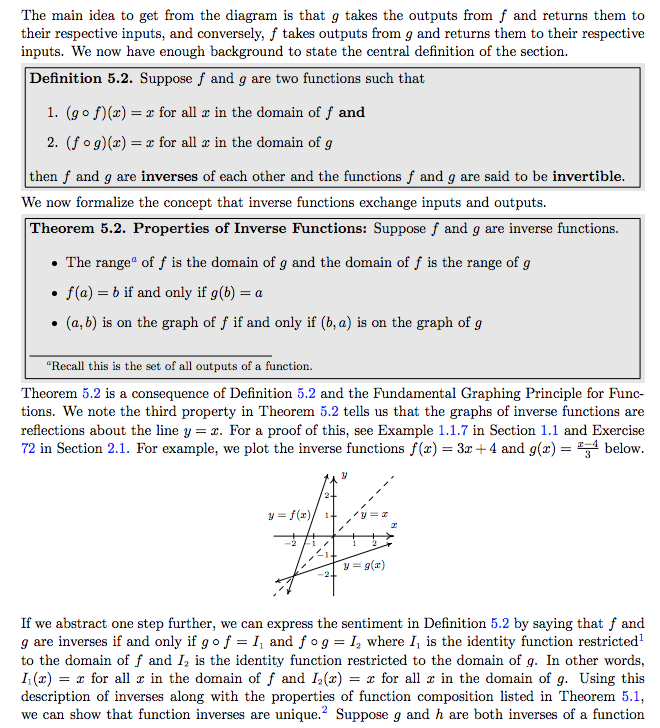 The main idea to get from the diagram is that g takes the outputs from f and returns them to
their respective inputs, and conversely, f takes outputs from g and returns them to their respective
inputs. We now have enough background to state the central definition of the section.
Definition 5.2. Suppose f and g are two functions such that
1. (g ∘ f)(x) = x for all x in the domain of f and
2. (f ∘ g)(x) = x for all x in the domain of g
then f and g are inverses of each other and the functions f and g are said to be invertible.
We now formalize the concept that inverse functions exchange inputs and outputs.
Theorem 5.2. Properties of Inverse Functions: Suppose f and g are inverse functions.
• The rangeᵃ of f is the domain of g and the domain of f is the range of g
• f(a) = b if and only if g(b) = a
• (a, b) is on the graph of f if and only if (b, a) is on the graph of g
ᵃRecall this is the set of all outputs of a function.
Theorem 5.2 is a consequence of Definition 5.2 and the Fundamental Graphing Principle for Func-
tions. We note the third property in Theorem 5.2 tells us that the graphs of inverse functions are
reflections about the line y = x. For a proof of this, see Example 1.1.7 in Section 1.1 and Exercise
72 in Section 2.1. For example, we plot the inverse functions f(x) = 3x + 4 and g(x) = (x−4)/3 below.
y
2
y = f(x) 1 y = x
x
−2 −1 1 2
−1
y = g(x)
−2
If we abstract one step further, we can express the sentiment in Definition 5.2 by saying that f and
g are inverses if and only if g ∘ f = I₁ and f ∘ g = I₂ where I₁ is the identity function restricted¹
to the domain of f and I₂ is the identity function restricted to the domain of g. In other words,
I₁(x) = x for all x in the domain of f and I₂(x) = x for all x in the domain of g. Using this
description of inverses along with the properties of function composition listed in Theorem 5.1,
we can show that function inverses are unique.² Suppose g and h are both inverses of a function